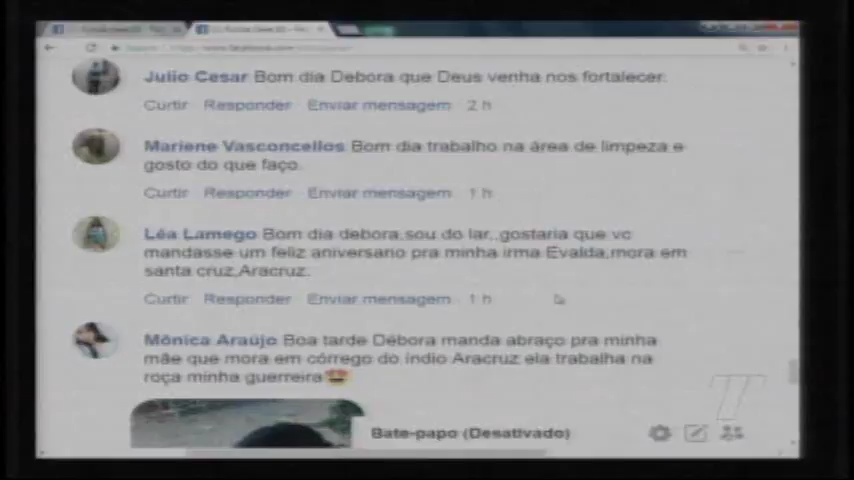 Julio Cesar Bom dia Debora que Deus venha nos fortalecer.
Curtir Responder Enviar mensagem 2 h
Mariene Vasconcellos Bom dia trabalho na área de limpeza e
gosto do que faço.
Curtir Responder Enviar mensagem 1 h
Léa Lamego Bom dia debora,sou do lar,,gostaria que vc
mandasse um feliz aniversario pra minha irma Evalda,mora em
santa cruz,Aracruz.
Curtir Responder Enviar mensagem 1 h
Mônica Araújo Boa tarde Débora manda abraço pra minha
mãe que mora em córrego do índio Aracruz ela trabalha na
roça minha guerreira
Bate-papo (Desativado)